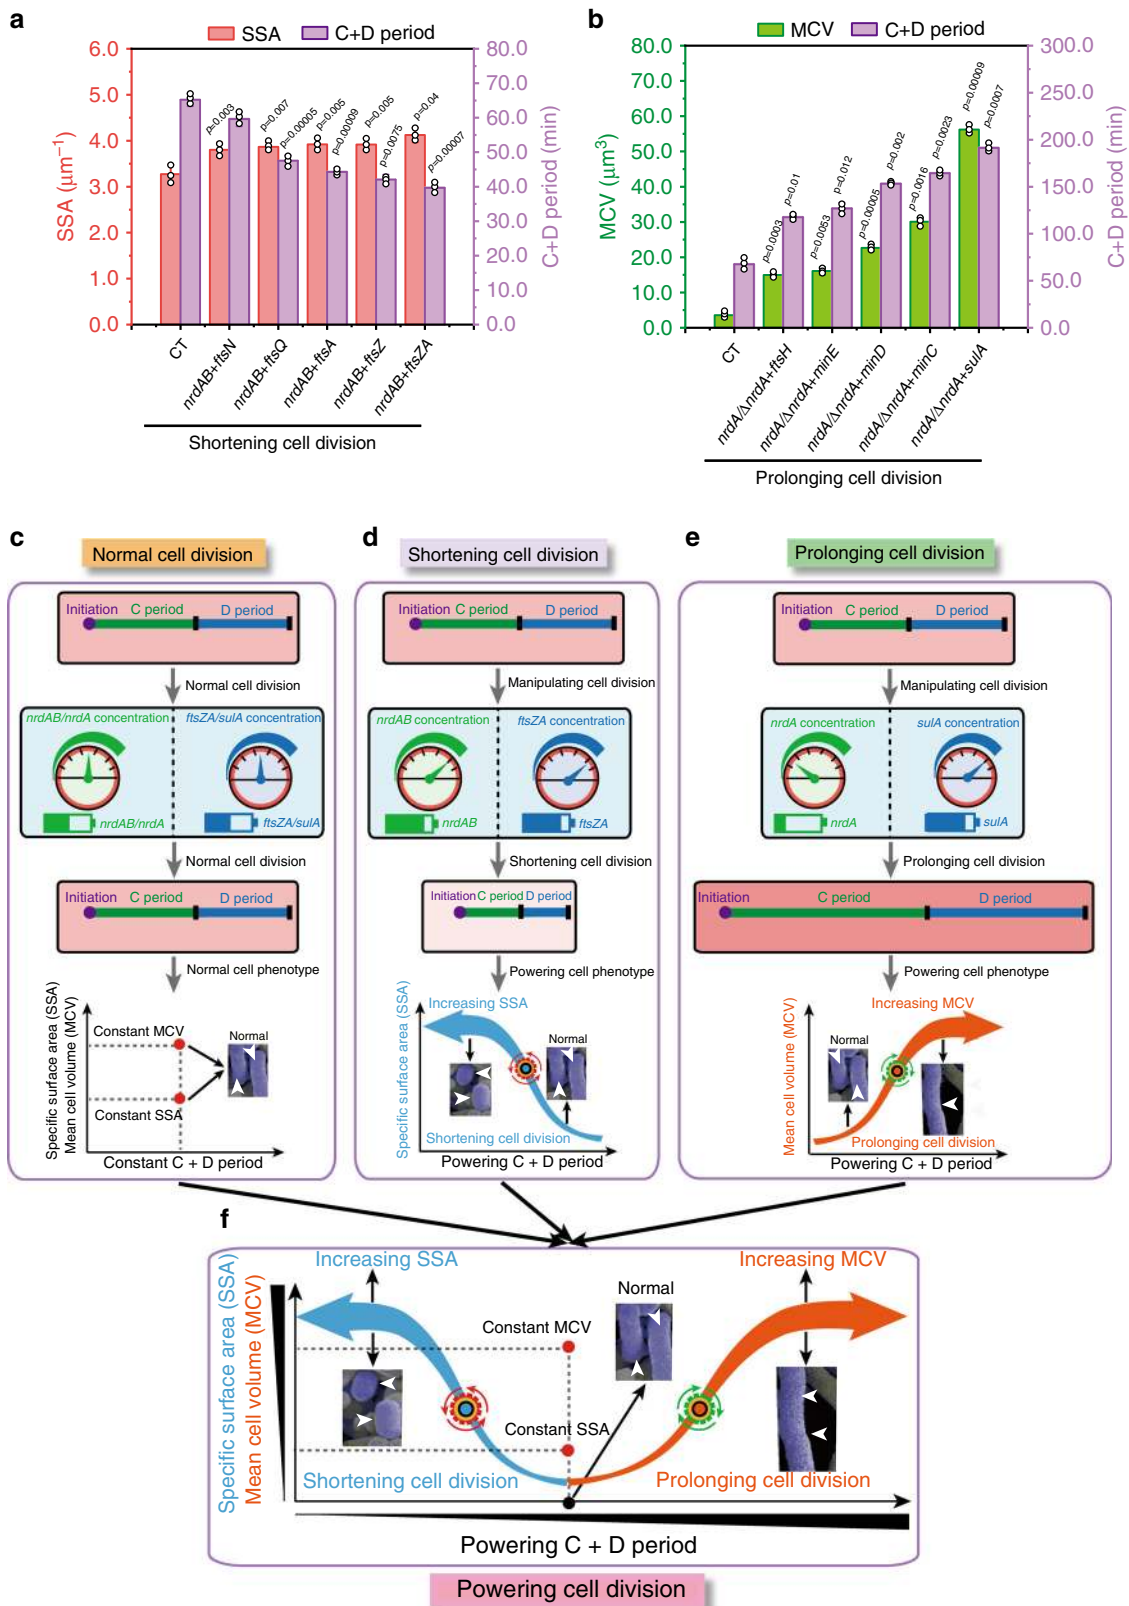 a
SSA
C+D period
6.0
5.0
4.0
3.0
2.0
1.0
0.0
SSA (μm⁻¹)
80.0
70.0
60.0
50.0
40.0
30.0
20.0
10.0
0.0
C+D period (min)
p=0.003
p=0.007
p=0.00005
p=0.005
p=0.00009
p=0.005
p=0.0075
p=0.04
p=0.00007
CT
nrdAB+ftsN
nrdAB+ftsQ
nrdAB+ftsA
nrdAB+ftsZ
nrdAB+ftsZA
Shortening cell division
b
MCV
C+D period
80.0
70.0
60.0
50.0
40.0
30.0
20.0
10.0
0.0
MCV (μm³)
300.0
250.0
200.0
150.0
100.0
50.0
0.0
C+D period (min)
p=0.0003
p=0.01
p=0.0053
p=0.012
p=0.00005
p=0.002
p=0.0016
p=0.0023
p=0.00009
p=0.0007
CT
nrdA/ΔnrdA+ftsH
nrdA/ΔnrdA+minE
nrdA/ΔnrdA+minD
nrdA/ΔnrdA+minC
nrdA/ΔnrdA+sulA
Prolonging cell division
c
Normal cell division
Initiation C period D period
Normal cell division
nrdAB/nrdA concentration
ftsZA/sulA concentration
nrdAB/nrdA
ftsZA/sulA
Normal cell division
Initiation C period D period
Normal cell phenotype
Specific surface area (SSA)
Mean cell volume (MCV)
Constant MCV
Constant SSA
Normal
Constant C + D period
d
Shortening cell division
Initiation C period D period
Manipulating cell division
nrdAB concentration
ftsZA concentration
nrdAB
ftsZA
Shortening cell division
Initiation C period D period
Powering cell phenotype
Specific surface area (SSA)
Increasing SSA
Normal
Shortening cell division
Powering C + D period
e
Prolonging cell division
Initiation C period D period
Manipulating cell division
nrdA concentration
sulA concentration
nrdA
sulA
Prolonging cell division
Initiation C period D period
Powering cell phenotype
Mean cell volume (MCV)
Increasing MCV
Normal
Prolonging cell division
Powering C + D period
f
Specific surface area (SSA)
Mean cell volume (MCV)
Increasing SSA
Increasing MCV
Normal
Constant MCV
Constant SSA
Shortening cell division
Prolonging cell division
Powering C + D period
Powering cell division